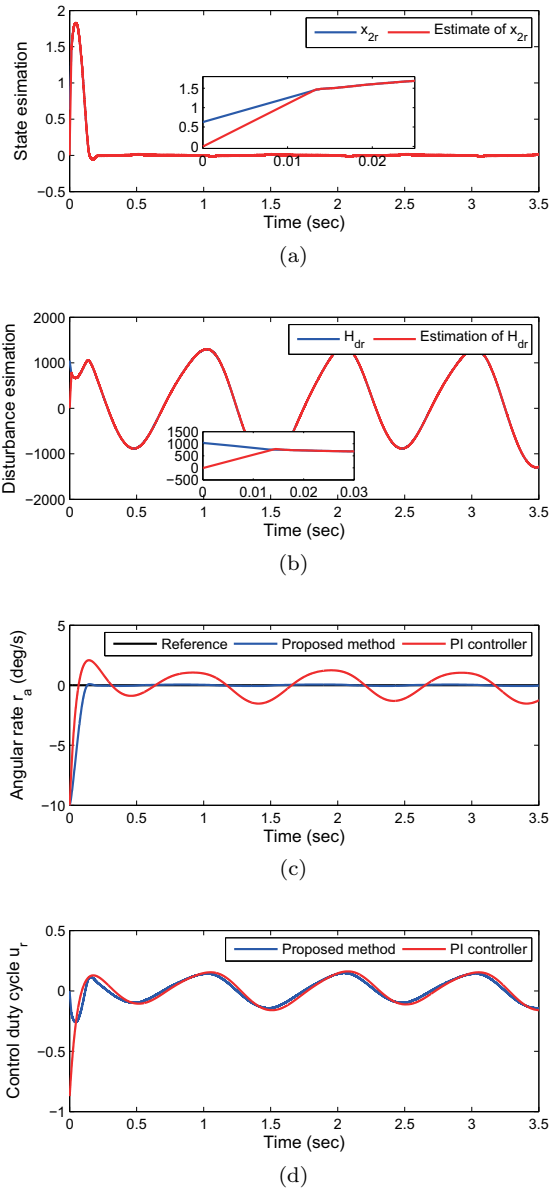 2
1.5
1
0.5
0
−0.5
State esimation
x2r Estimate of x2r
1.5
1
0.5
0
0 0.01 0.02
0 0.5 1 1.5 2 2.5 3 3.5
Time (sec)
(a)
2000
1000
0
−1000
−2000
Disturbance esimation
Hdr Estimation of Hdr
1500
1000
500
0
−500
0 0.01 0.02 0.03
0 0.5 1 1.5 2 2.5 3 3.5
Time (sec)
(b)
5
0
−5
−10
Angular rate ra (deg/s)
Reference Proposed method PI controller
0 0.5 1 1.5 2 2.5 3 3.5
Time (sec)
(c)
0.5
0
−0.5
−1
Control duty cycle ur
Proposed method PI controller
0 0.5 1 1.5 2 2.5 3 3.5
Time (sec)
(d)